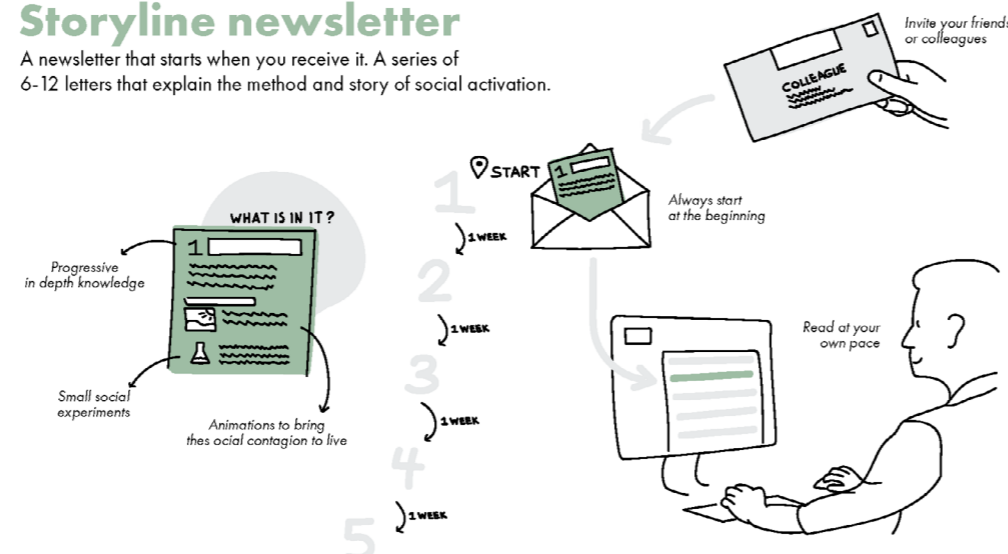 Storyline newsletter
A newsletter that starts when you receive it. A series of
6-12 letters that explain the method and story of social activation.
Invite your friends
or colleagues
COLLEAGUE
START
1
1
Always start
at the beginning
1 WEEK
2
1 WEEK
3
1 WEEK
4
1 WEEK
5
WHAT IS IN IT?
1
Progressive
in depth knowledge
Small social
experiments
Animations to bring
thes ocial contagion to live
Read at your
own pace